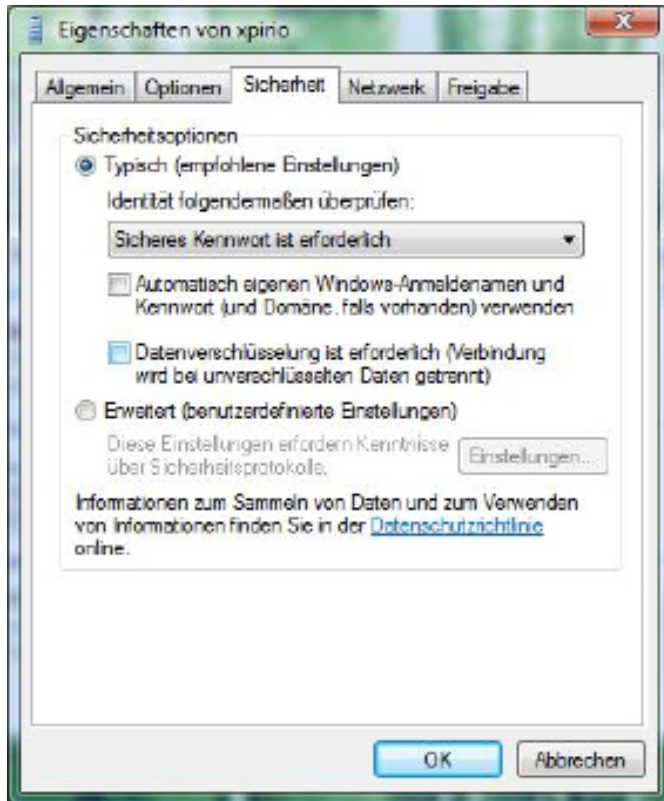 Eigenschaften von xpirio
Allgemein Optionen Sicherheit Netzwerk Freigabe
Sicherheitsoptionen
Typisch (empfohlene Einstellungen)
Identität folgendermaßen überprüfen:
Sicheres Kennwort ist erforderlich
Automatisch eigenen Windows-Anmeldenamen und
Kennwort (und Domäne, falls vorhanden) verwenden
Datenverschlüsselung ist erforderlich (Verbindung
wird bei unverschlüsselten Daten getrennt)
Erweitert (benutzerdefinierte Einstellungen)
Diese Einstellungen erfordern Kenntnisse
über Sicherheitsprotokolle.
Einstellungen...
Informationen zum Sammeln von Daten und zum Verwenden
von Informationen finden Sie in der Datenschutzrichtlinie
online.
OK Abbrechen